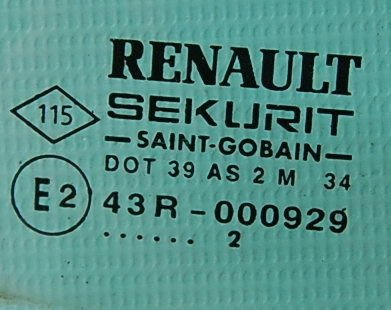 RENAULT
115
SEKURIT
—SAINT-GOBAIN—
DOT 39 AS 2 M 34
E2
43R-000929
...... 2